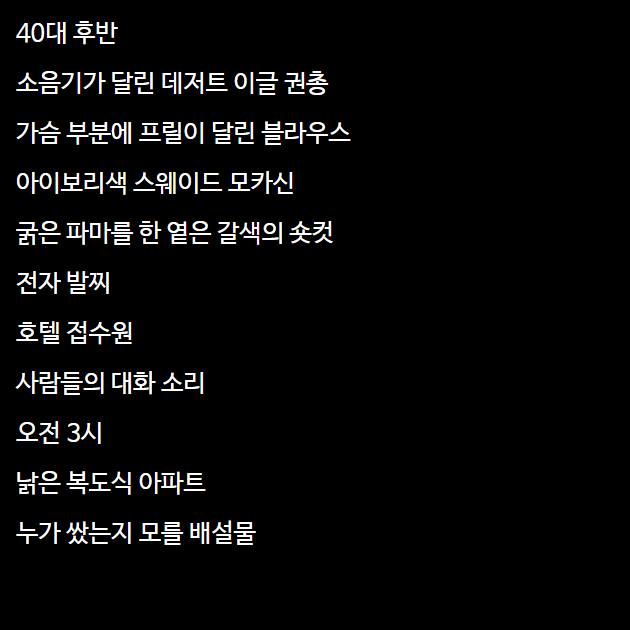 40대 후반
소음기가 달린 데저트 이글 권총
가슴 부분에 프릴이 달린 블라우스
아이보리색 스웨이드 모카신
굵은 파마를 한 옅은 갈색의 숏컷
전자 발찌
호텔 접수원
사람들의 대화 소리
오전 3시
낡은 복도식 아파트
누가 쌌는지 모를 배설물